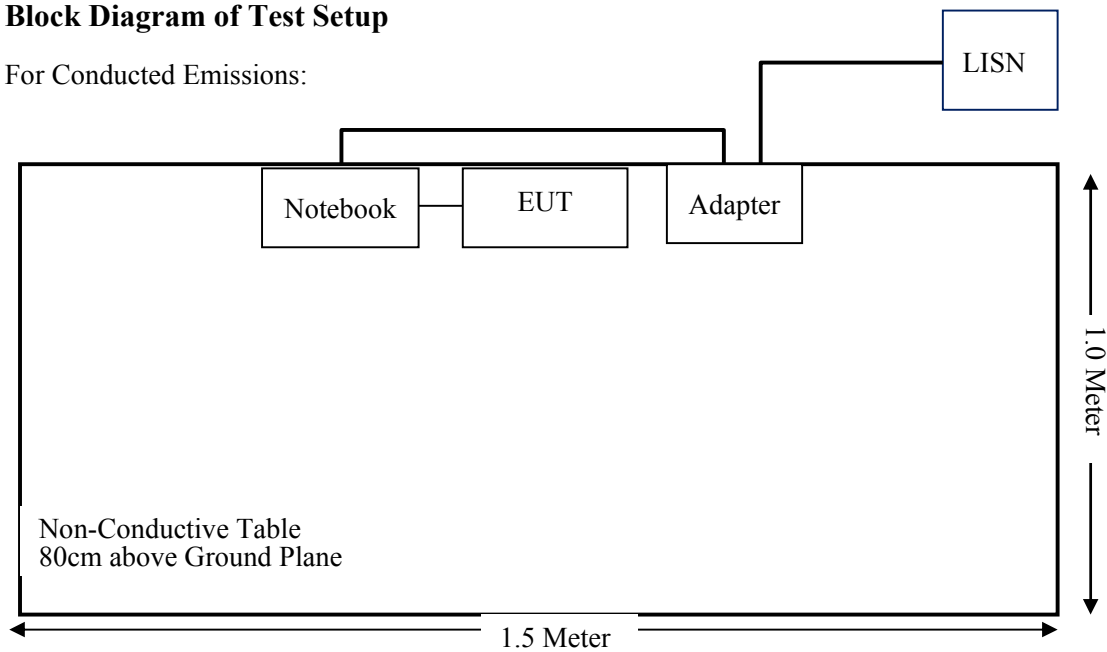 Block Diagram of Test Setup
For Conducted Emissions:
LISN
Notebook
EUT
Adapter
1.0 Meter
Non-Conductive Table
80cm above Ground Plane
1.5 Meter